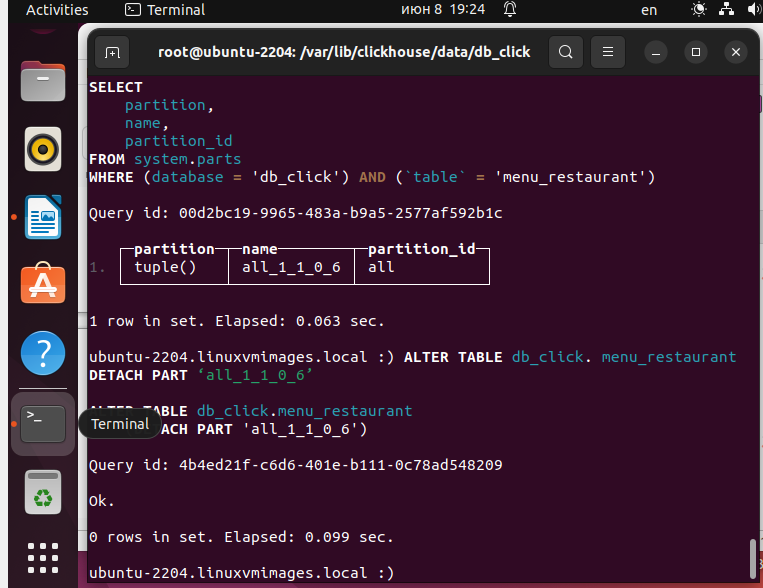 Activities Terminal июн 8 19:24 en
root@ubuntu-2204: /var/lib/clickhouse/data/db_click
SELECT
partition,
name,
partition_id
FROM system.parts
WHERE (database = 'db_click') AND (`table` = 'menu_restaurant')
Query id: 00d2bc19-9965-483a-b9a5-2577af592b1c
partition name partition_id
1. tuple() all_1_1_0_6 all
1 row in set. Elapsed: 0.063 sec.
ubuntu-2204.linuxvmimages.local :) ALTER TABLE db_click. menu_restaurant
DETACH PART ‘all_1_1_0_6’
TABLE db_click.menu_restaurant
Terminal ACH PART 'all_1_1_0_6')
Query id: 4b4ed21f-c6d6-401e-b111-0c78ad548209
Ok.
0 rows in set. Elapsed: 0.099 sec.
ubuntu-2204.linuxvmimages.local :)